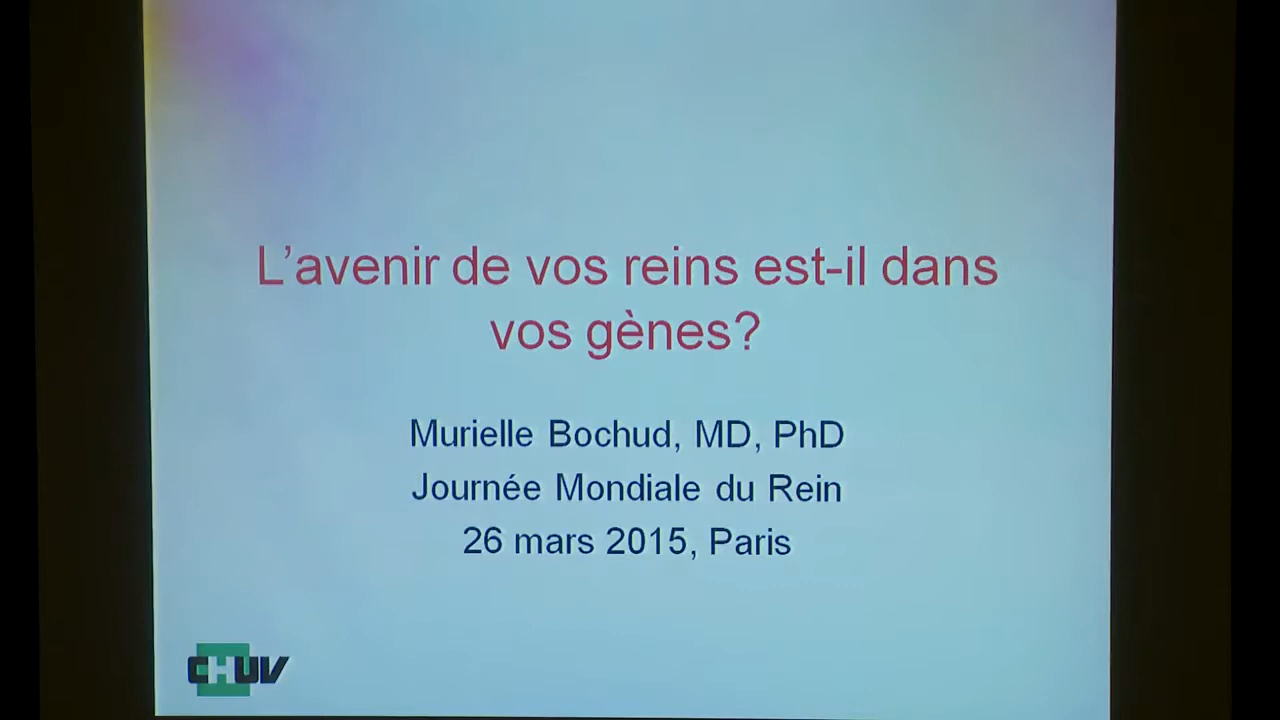 L’avenir de vos reins est-il dans
vos gènes?
Murielle Bochud, MD, PhD
Journée Mondiale du Rein
26 mars 2015, Paris
CHUV